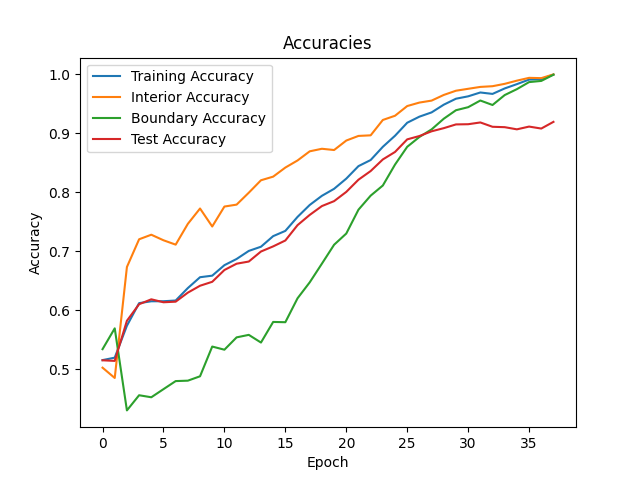 Accuracies
Training Accuracy
Interior Accuracy
Boundary Accuracy
Test Accuracy
1.0
0.9
0.8
0.7
0.6
0.5
Accuracy
0 5 10 15 20 25 30 35
Epoch